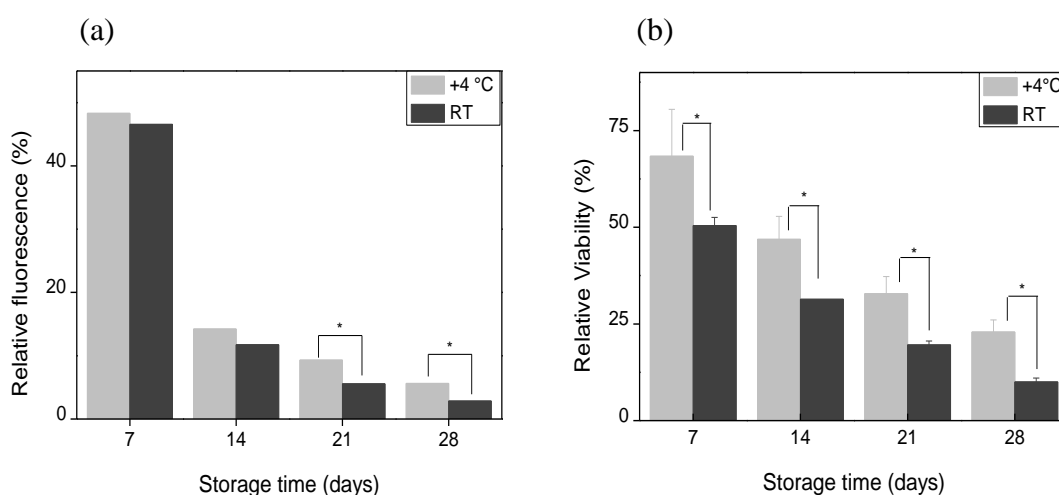 (a)
+4 °C
RT
Relative fluorescence (%)
40
20
0
*
*
7 14 21 28
Storage time (days)
(b)
+4°C
RT
Relative Viability (%)
75
50
25
0
*
*
*
*
7 14 21 28
Storage time (days)